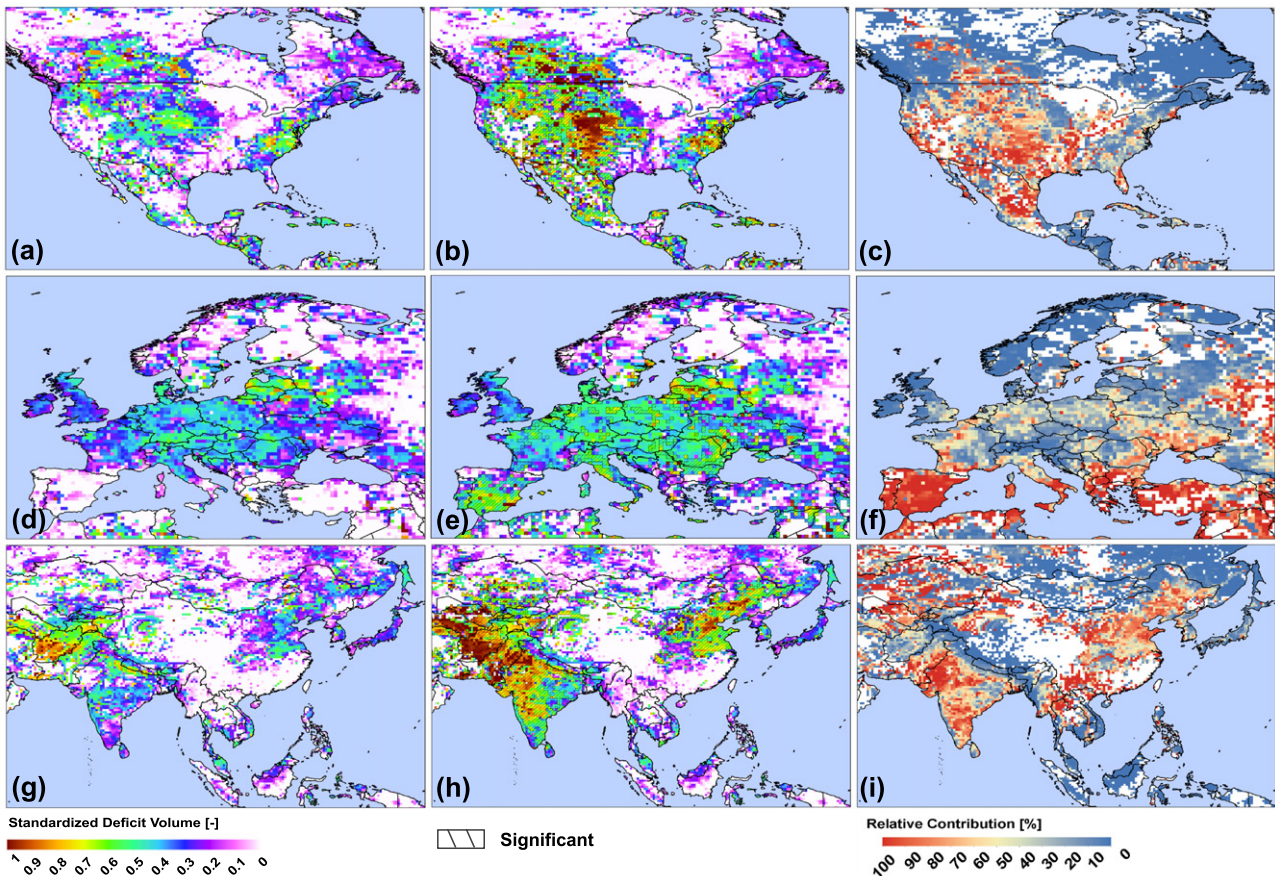 (a)
(b)
(c)
(d)
(e)
(f)
(g)
(h)
(i)
Standardized Deficit Volume [-]
1 0.9 0.8 0.7 0.6 0.5 0.4 0.3 0.2 0.1 0
Significant
Relative Contribution [%]
100 90 80 70 60 50 40 30 20 10 0